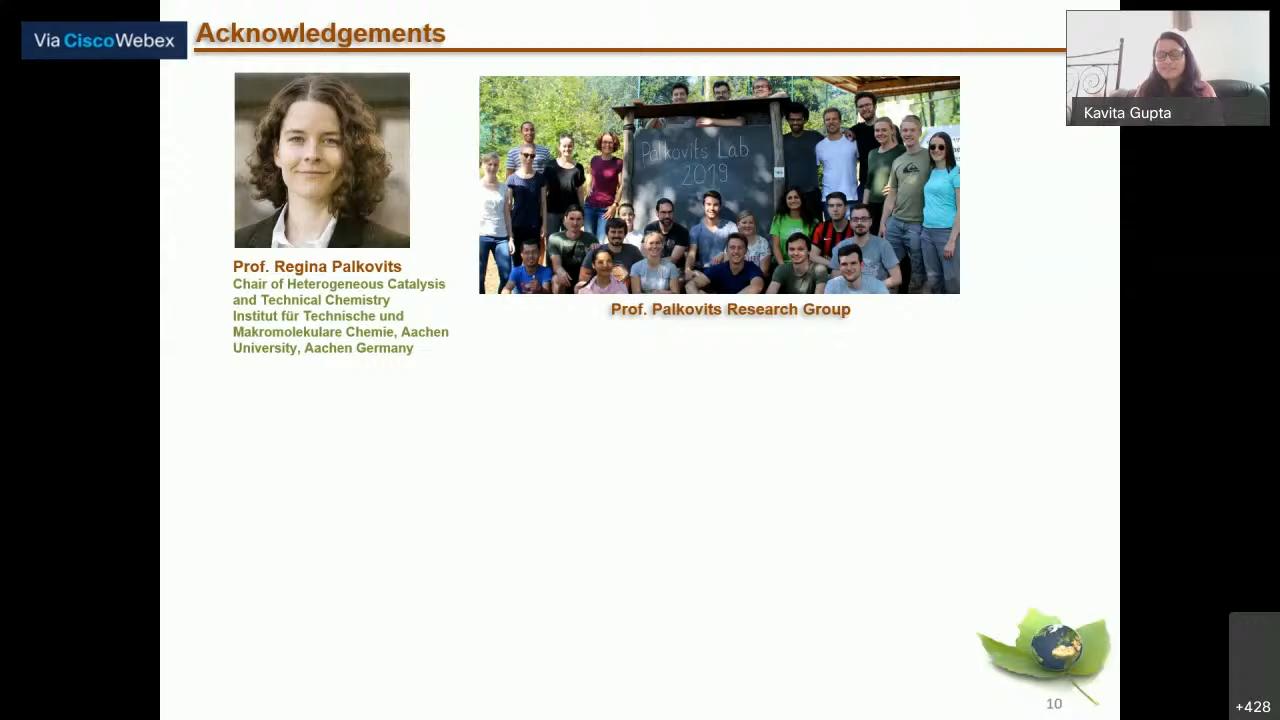 Via CiscoWebex
Acknowledgements
Kavita Gupta
Palkovits Lab
2019
Prof. Regina Palkovits
Chair of Heterogeneous Catalysis
and Technical Chemistry
Institut für Technische und
Makromolekulare Chemie, Aachen
University, Aachen Germany
Prof. Palkovits Research Group
10
+428